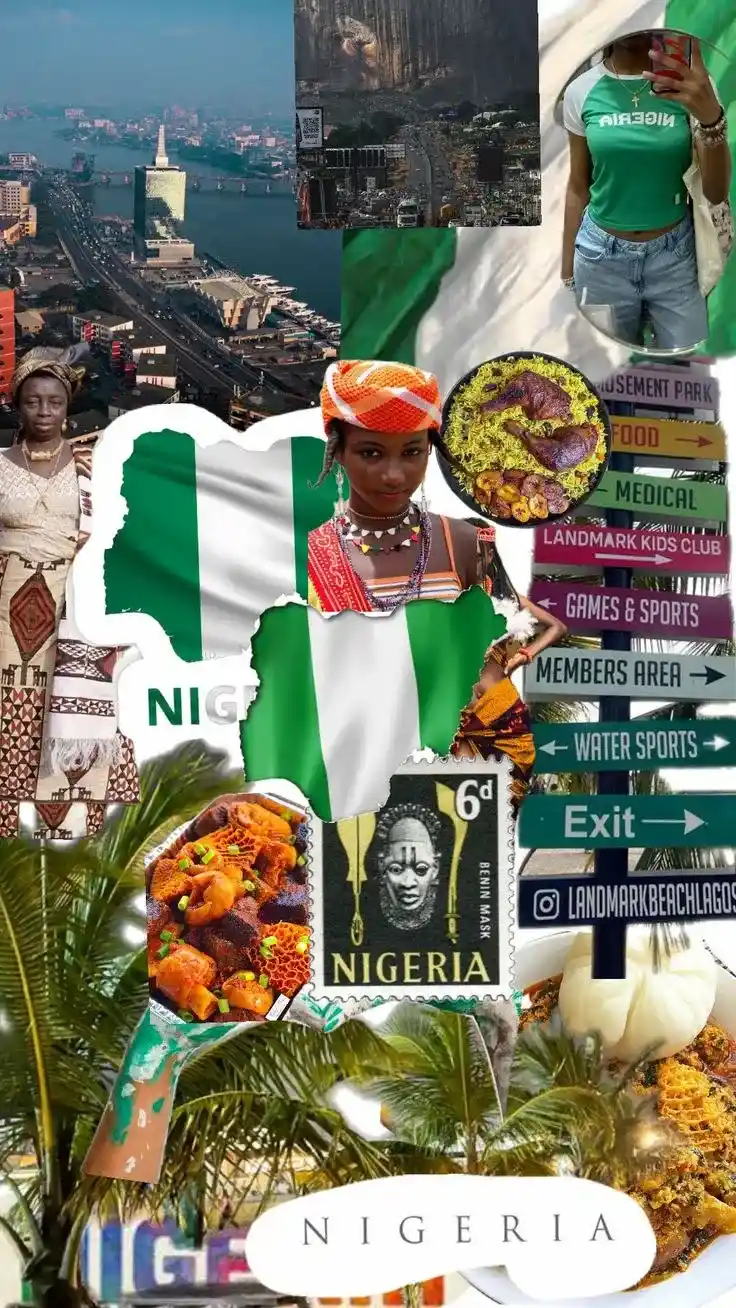 NIGERIA
MUSEMENT PARK
FOOD →
MEDICAL
LANDMARK KIDS CLUB
→
← GAMES & SPORTS
MEMBERS AREA →
← WATER SPORTS →
Exit →
LANDMARKBEACHLAGOS
NIG
6d
BENIN MASK
NIGERIA
NIGE
NIGERIA